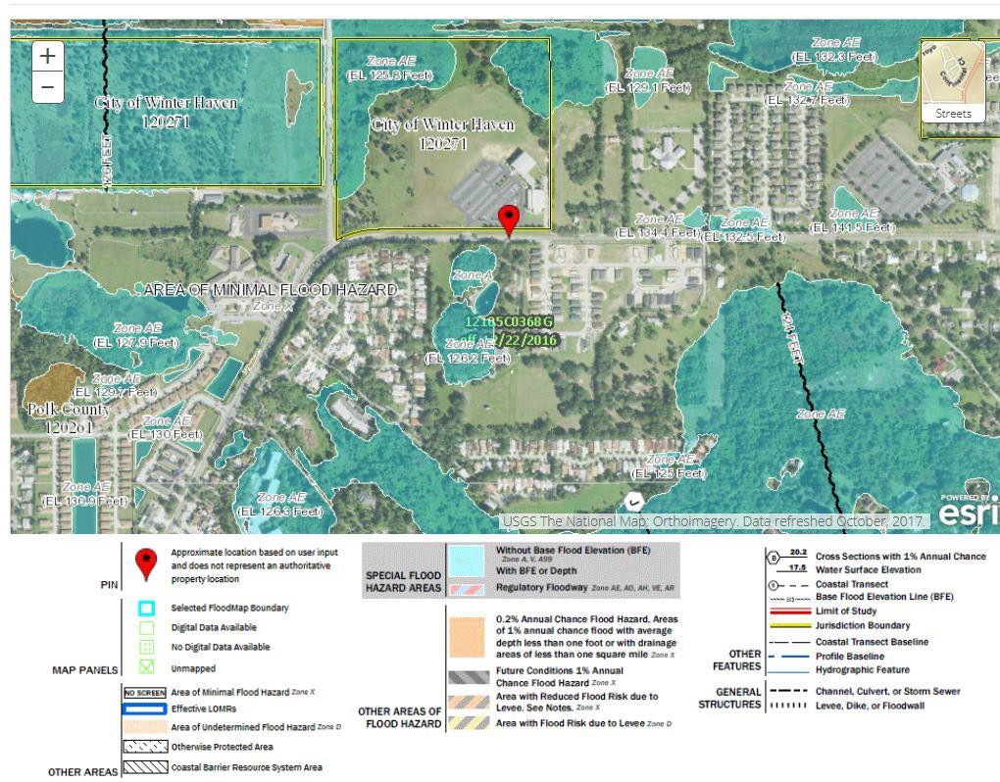 +
−
Zone AE
(EL 125.8 Feet)
Zone AE
(EL 129.1 Feet)
Zone AE
(EL 132.3 Feet)
Zone AE
(EL 132.7 Feet)
Continental Ct
Streets
City of Winter Haven
120271
City of Winter Haven
120271
126 FEET
Zone AE
(EL 134.4 Feet)
Zone AE
(EL 132.5 Feet)
Zone AE
(EL 141.5 Feet)
AREA OF MINIMAL FLOOD HAZARD
Zone X
Zone A
12105C0368G
eff. 12/22/2016
Zone AE
(EL 126.2 Feet)
Zone AE
(EL 127.9 Feet)
Zone AE
(EL 129.7 Feet)
Polk County
120261
Zone AE
(EL 130 Feet)
Zone AE
(EL 130.9 Feet)
Zone AE
(EL 126.3 Feet)
Zone AE
(EL 125 Feet)
124 FEET
Zone AE
USGS The National Map: Orthoimagery. Data refreshed October, 2017.
POWERED BY
esri
PIN
Approximate location based on user input
and does not represent an authoritative
property location
MAP PANELS
Selected FloodMap Boundary
Digital Data Available
No Digital Data Available
Unmapped
OTHER AREAS
NO SCREEN Area of Minimal Flood Hazard Zone X
Effective LOMRs
Area of Undetermined Flood Hazard Zone D
Otherwise Protected Area
Coastal Barrier Resource System Area
SPECIAL FLOOD
HAZARD AREAS
Without Base Flood Elevation (BFE)
Zone A, V, A99
With BFE or Depth
Regulatory Floodway Zone AE, AO, AH, VE, AR
OTHER AREAS OF
FLOOD HAZARD
0.2% Annual Chance Flood Hazard, Areas
of 1% annual chance flood with average
depth less than one foot or with drainage
areas of less than one square mile Zone X
Future Conditions 1% Annual
Chance Flood Hazard Zone X
Area with Reduced Flood Risk due to
Levee. See Notes. Zone X
Area with Flood Risk due to Levee Zone D
OTHER
FEATURES
B 20.2 Cross Sections with 1% Annual Chance
17.5 Water Surface Elevation
8 Coastal Transect
513 Base Flood Elevation Line (BFE)
Limit of Study
Jurisdiction Boundary
Coastal Transect Baseline
Profile Baseline
Hydrographic Feature
GENERAL
STRUCTURES
Channel, Culvert, or Storm Sewer
Levee, Dike, or Floodwall